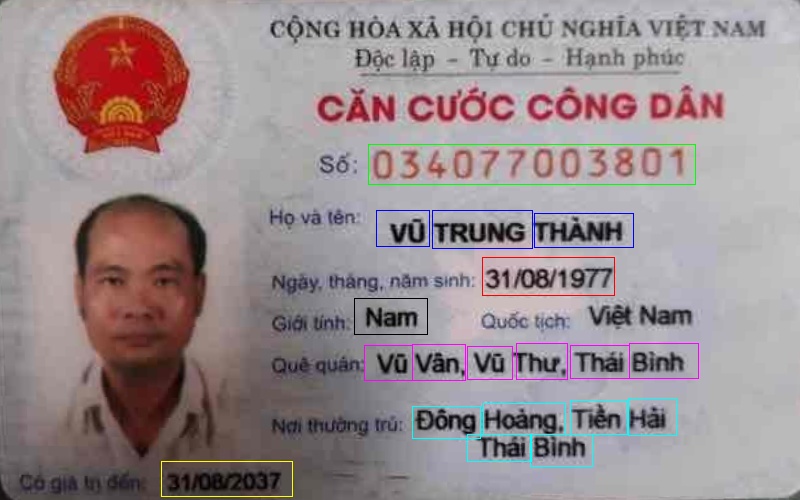 CỘNG HÒA XÃ HỘI CHỦ NGHĨA VIỆT NAM
Độc lập - Tự do - Hạnh phúc
CĂN CƯỚC CÔNG DÂN
Số: 034077003801
Họ và tên: VŨ TRUNG THÀNH
Ngày, tháng, năm sinh: 31/08/1977
Giới tính: Nam Quốc tịch: Việt Nam
Quê quán: Vũ Vân, Vũ Thư, Thái Bình
Nơi thường trú: Đông Hoàng, Tiền Hải
Thái Bình
Có giá trị đến: 31/08/2037